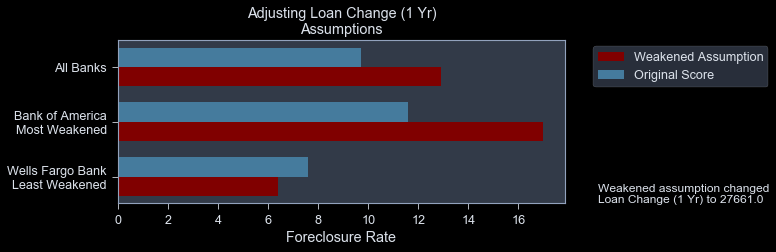 Adjusting Loan Change (1 Yr)
Assumptions
All Banks
Bank of America
Most Weakened
Wells Fargo Bank
Least Weakened
0 2 4 6 8 10 12 14 16
Foreclosure Rate
Weakened Assumption
Original Score
Weakened assumption changed
Loan Change (1 Yr) to 27661.0